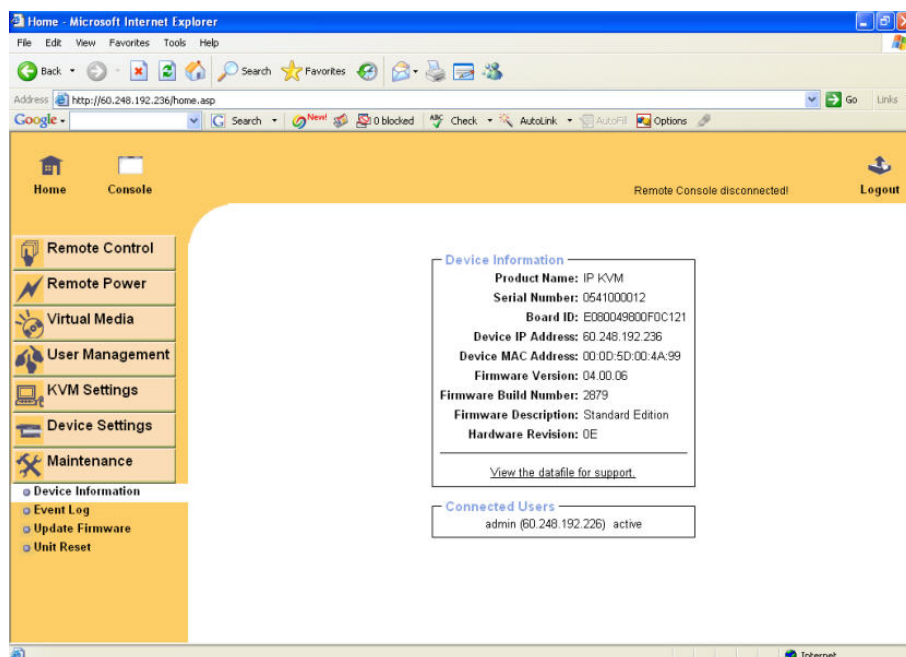 Home - Microsoft Internet Explorer
File Edit View Favorites Tools Help
Back Search Favorites
Address http://60.248.192.236/home.asp Go Links
Google Search New! 0 blocked ABC Check AutoLink AutoFill Options
Home Console Remote Console disconnected! Logout
Remote Control
Remote Power
Virtual Media
User Management
KVM Settings
Device Settings
Maintenance
Device Information
Event Log
Update Firmware
Unit Reset
Device Information
Product Name: IP KVM
Serial Number: 0541000012
Board ID: E080049800F0C121
Device IP Address: 60.248.192.236
Device MAC Address: 00:0D:5D:00:4A:99
Firmware Version: 04.00.06
Firmware Build Number: 2879
Firmware Description: Standard Edition
Hardware Revision: 0E
View the datafile for support.
Connected Users
admin (60.248.192.226) active
Internet